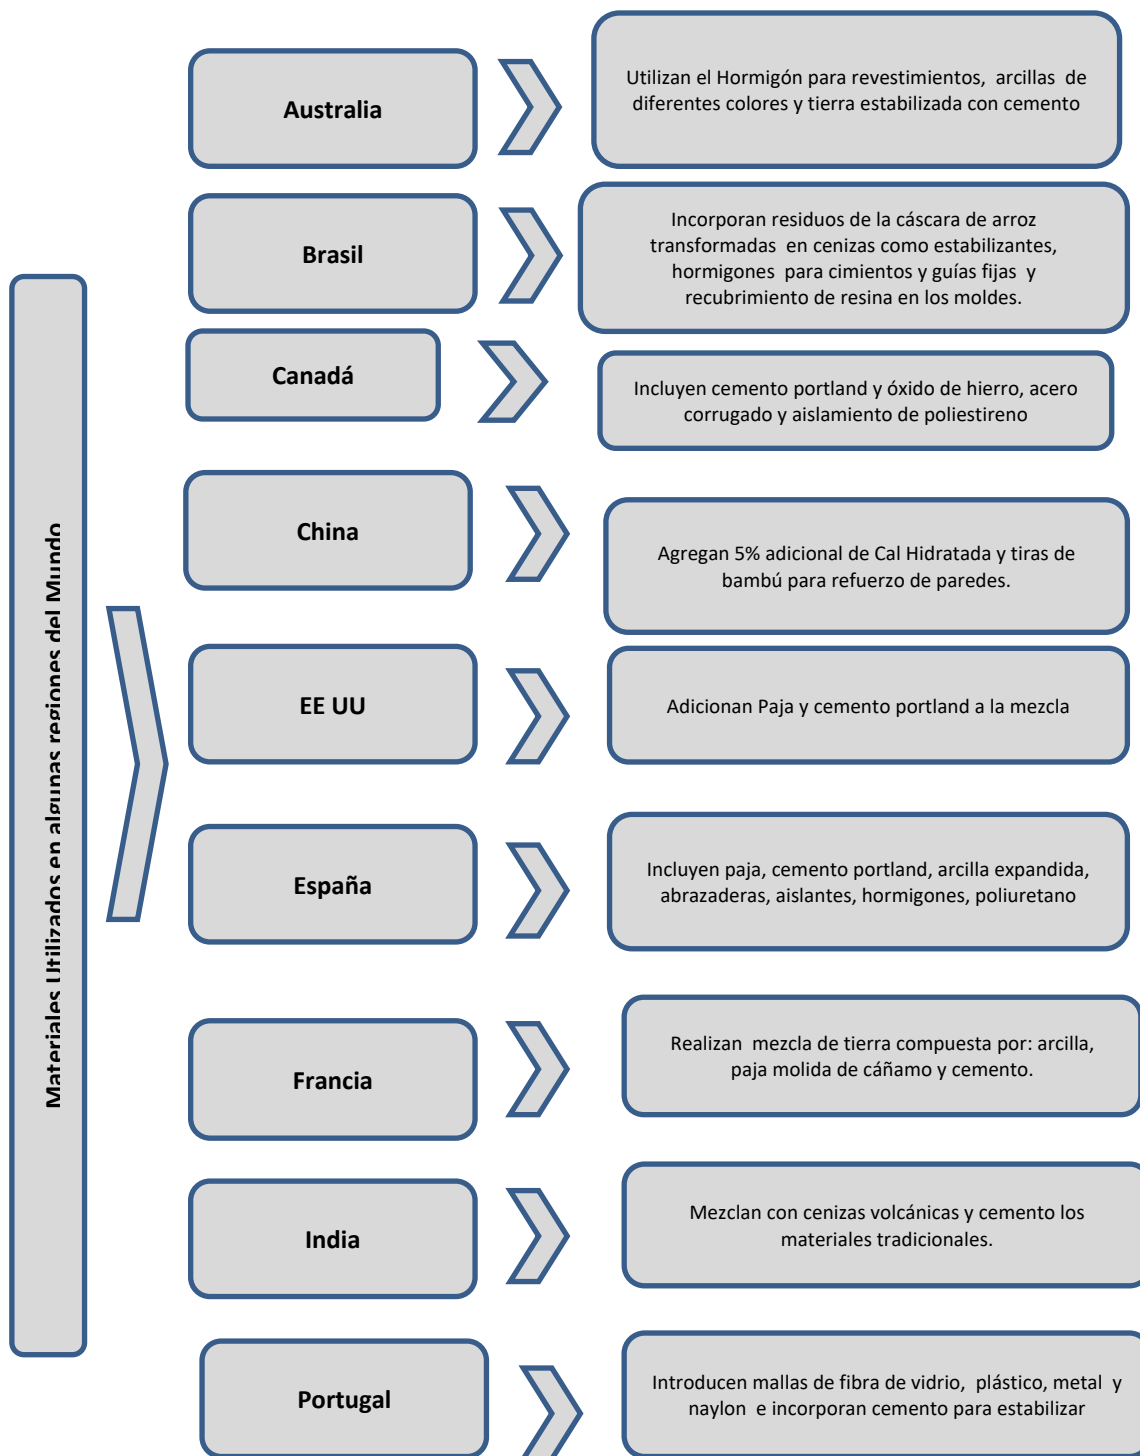 Materiales Utilizados en algunas regiones del Mundo
Australia
Utilizan el Hormigón para revestimientos, arcillas de
diferentes colores y tierra estabilizada con cemento
Brasil
Incorporan residuos de la cáscara de arroz
transformadas en cenizas como estabilizantes,
hormigones para cimientos y guías fijas y
recubrimiento de resina en los moldes.
Canadá
Incluyen cemento portland y óxido de hierro, acero
corrugado y aislamiento de poliestireno
China
Agregan 5% adicional de Cal Hidratada y tiras de
bambú para refuerzo de paredes.
EE UU
Adicionan Paja y cemento portland a la mezcla
España
Incluyen paja, cemento portland, arcilla expandida,
abrazaderas, aislantes, hormigones, poliuretano
Francia
Realizan mezcla de tierra compuesta por: arcilla,
paja molida de cáñamo y cemento.
India
Mezclan con cenizas volcánicas y cemento los
materiales tradicionales.
Portugal
Introducen mallas de fibra de vidrio, plástico, metal y
naylon e incorporan cemento para estabilizar